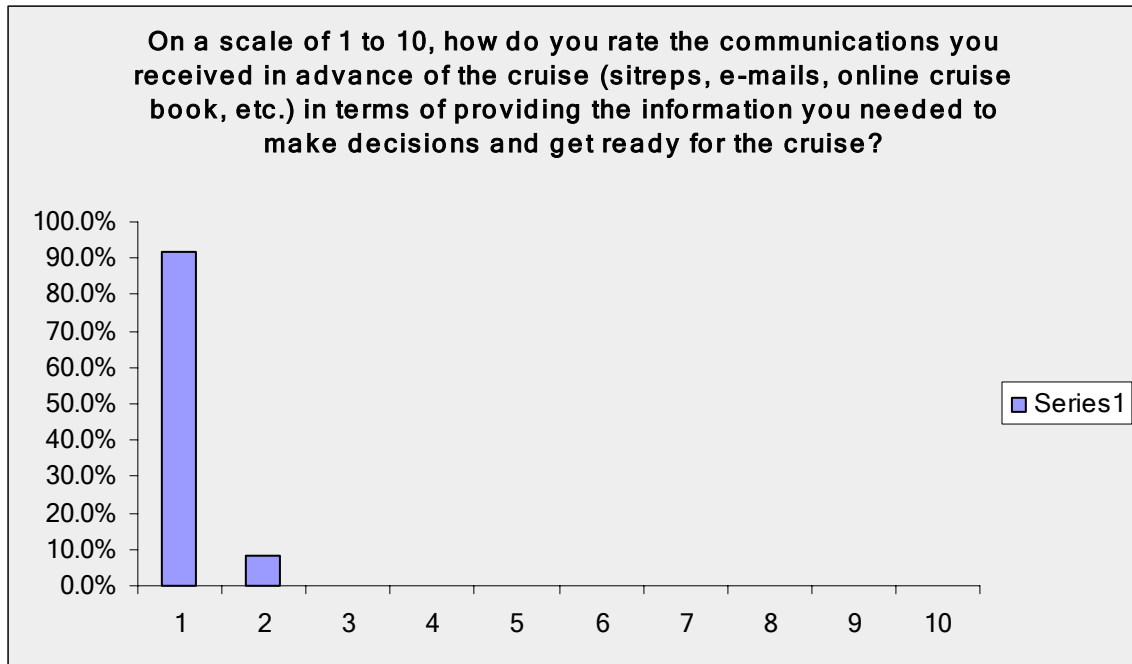 On a scale of 1 to 10, how do you rate the communications you
received in advance of the cruise (sitreps, e-mails, online cruise
book, etc.) in terms of providing the information you needed to
make decisions and get ready for the cruise?
100.0%
90.0%
80.0%
70.0%
60.0%
50.0%
40.0%
30.0%
20.0%
10.0%
0.0%
Series1
1 2 3 4 5 6 7 8 9 10